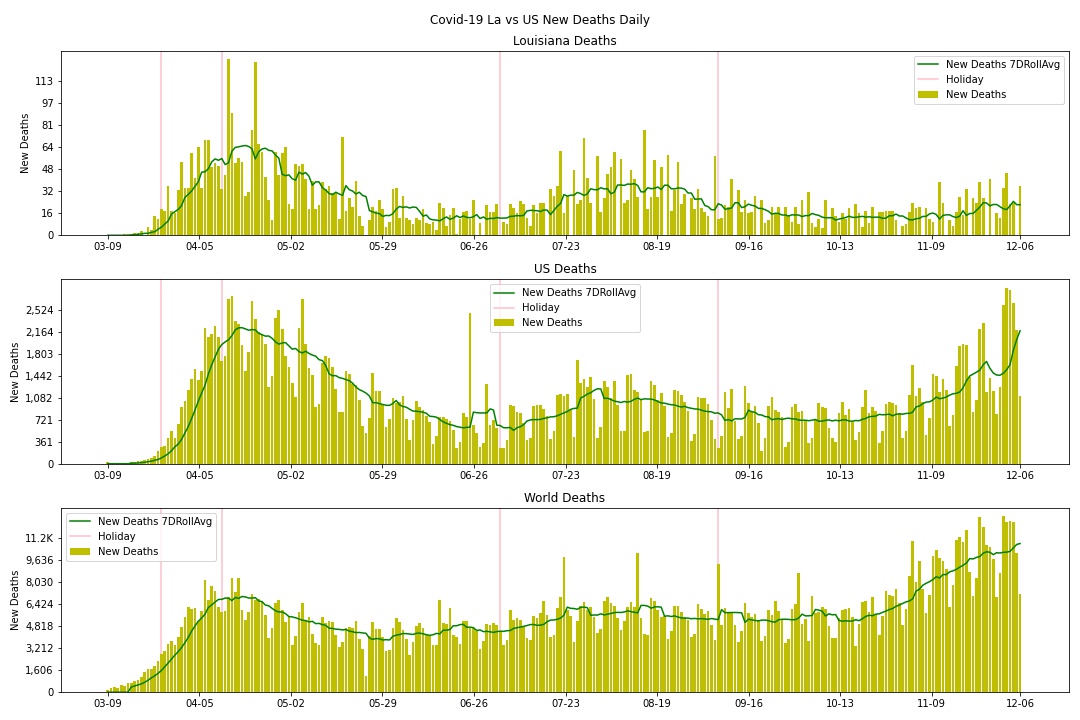 Covid-19 La vs US New Deaths Daily
Louisiana Deaths
New Deaths
113
97
81
64
48
32
16
0
New Deaths 7DRollAvg
Holiday
New Deaths
03-09 04-05 05-02 05-29 06-26 07-23 08-19 09-16 10-13 11-09 12-06
US Deaths
New Deaths
2,524
2,164
1,803
1,442
1,082
721
361
0
New Deaths 7DRollAvg
Holiday
New Deaths
03-09 04-05 05-02 05-29 06-26 07-23 08-19 09-16 10-13 11-09 12-06
World Deaths
New Deaths
11.2K
9,636
8,030
6,424
4,818
3,212
1,606
0
New Deaths 7DRollAvg
Holiday
New Deaths
03-09 04-05 05-02 05-29 06-26 07-23 08-19 09-16 10-13 11-09 12-06